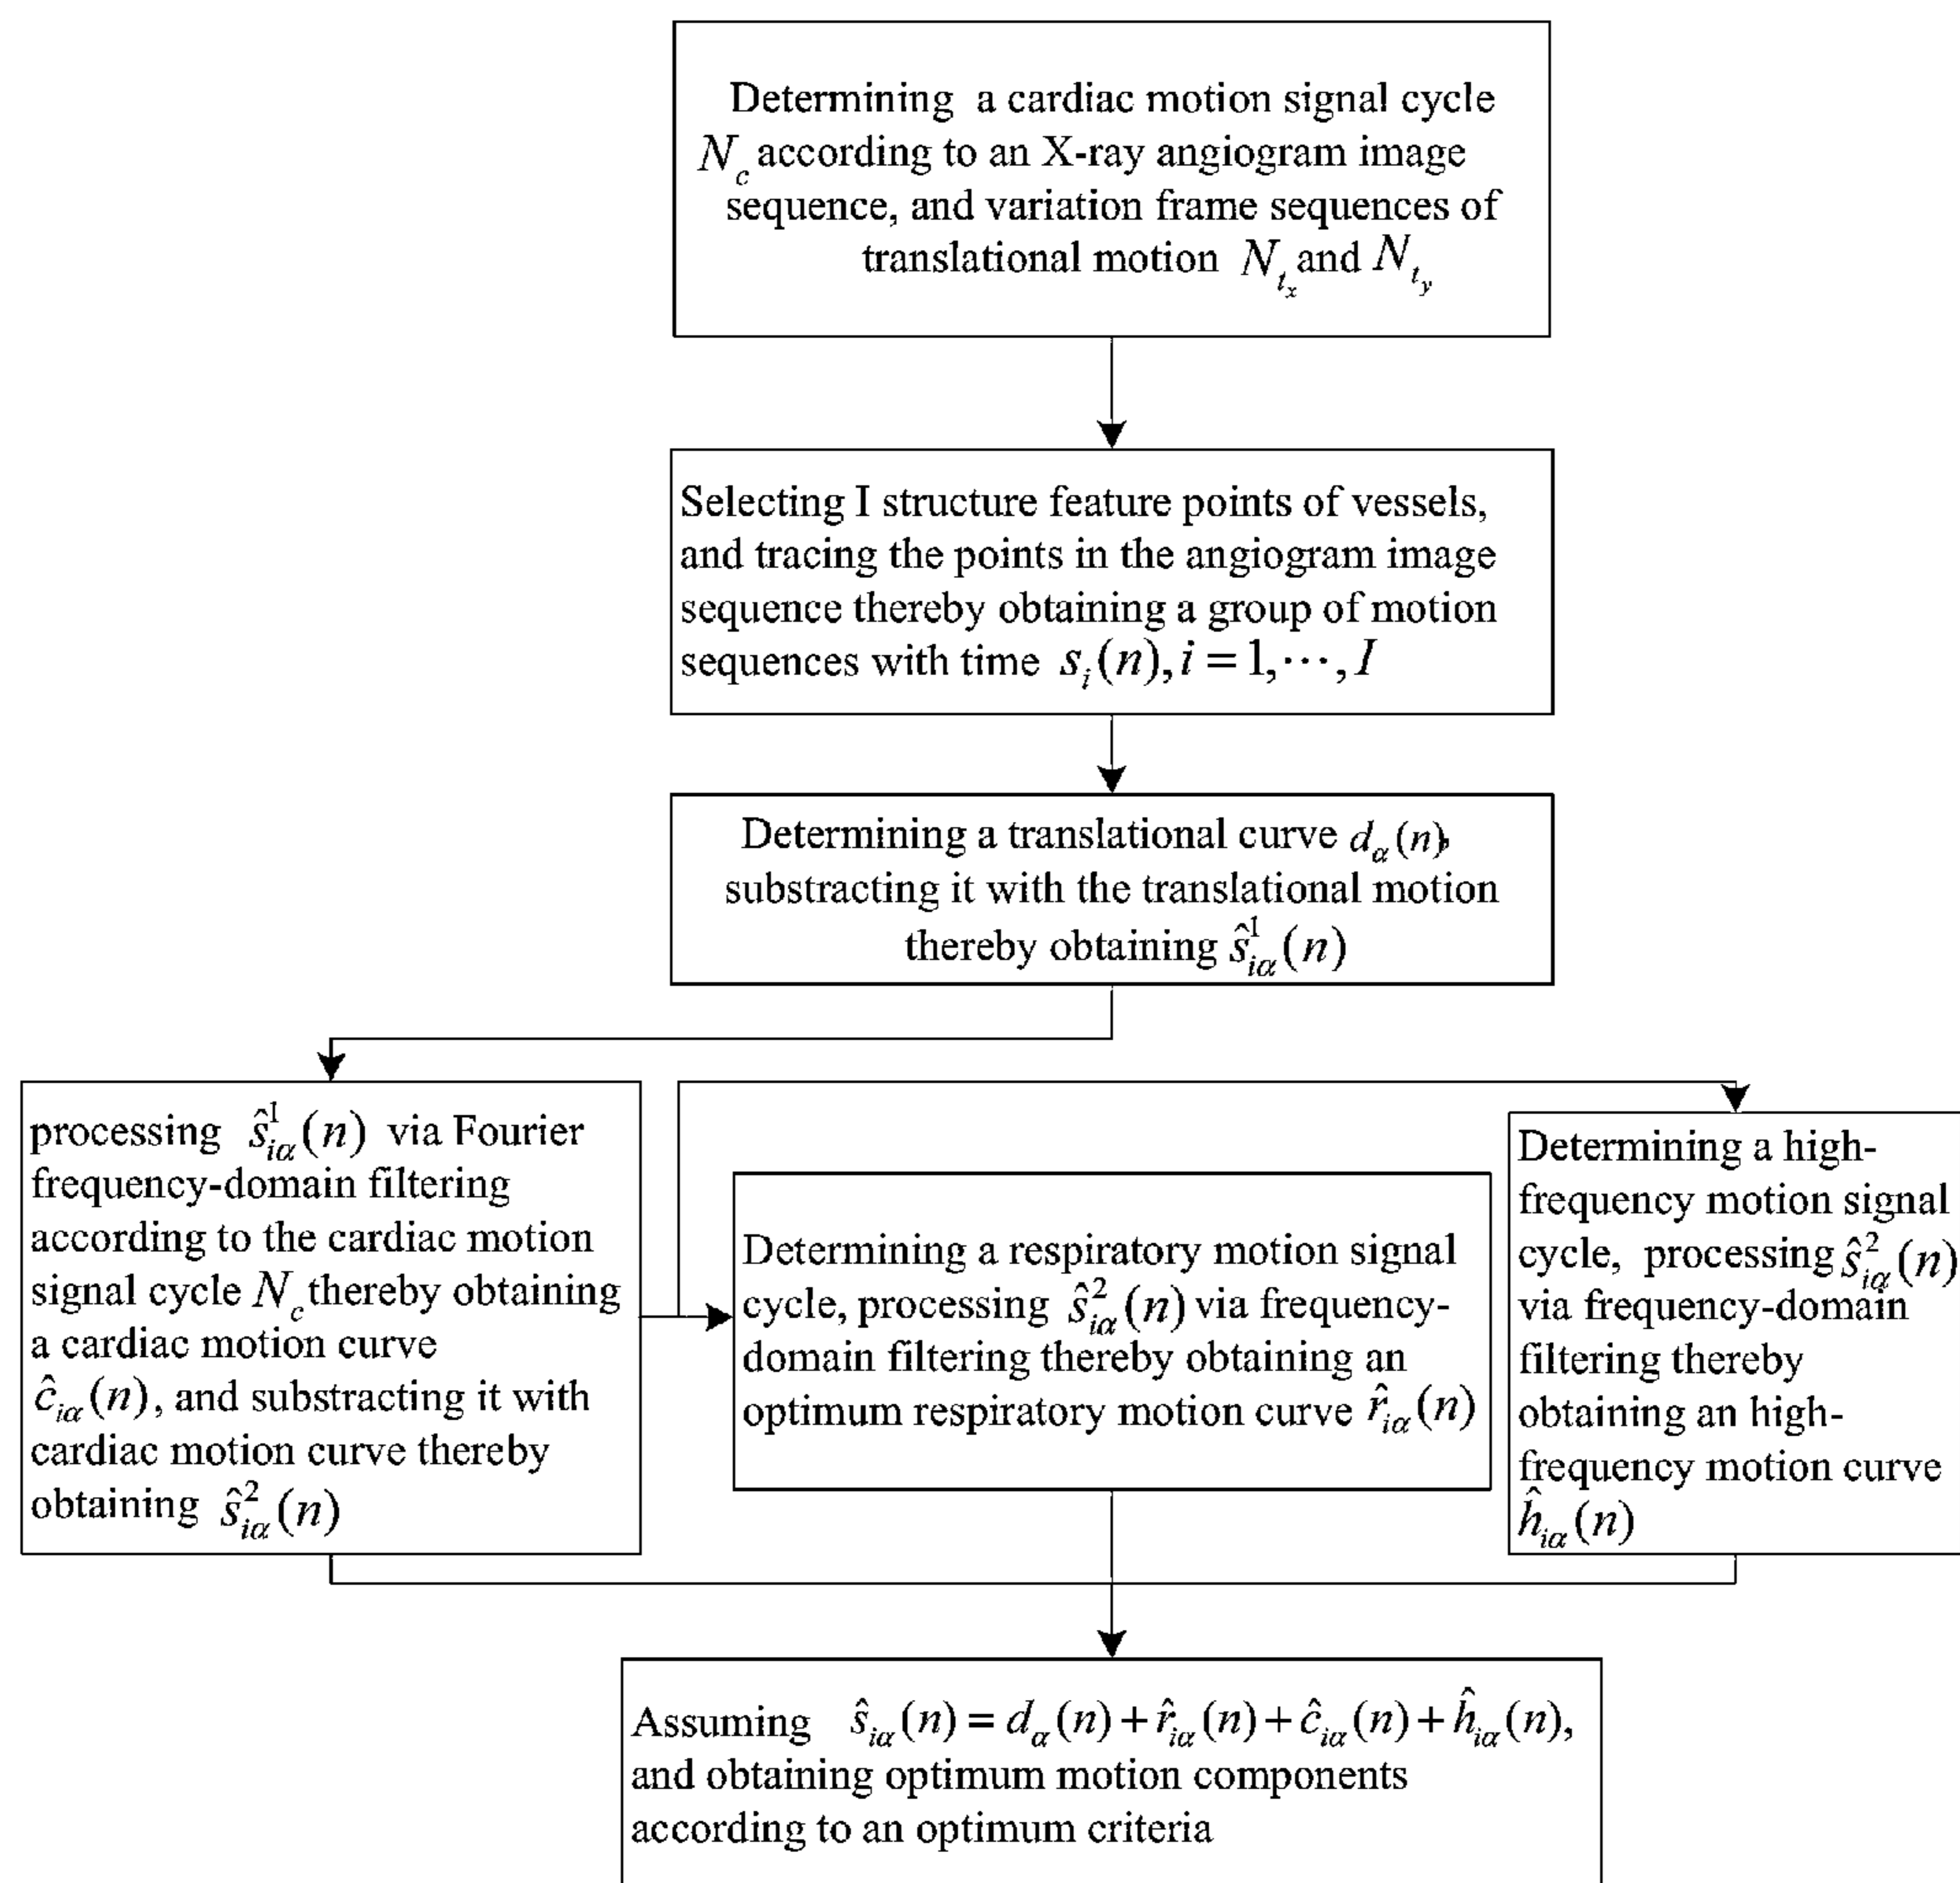 Determining a cardiac motion signal cycle
N_c according to an X-ray angiogram image
sequence, and variation frame sequences of
translational motion N_{t_x} and N_{t_y}
Selecting I structure feature points of vessels,
and tracing the points in the angiogram image
sequence thereby obtaining a group of motion
sequences with time s_i(n), i = 1, ⋯, I
Determining a translational curve d_α(n),
substracting it with the translational motion
thereby obtaining ŝ^1_{iα}(n)
processing ŝ^1_{iα}(n) via Fourier
frequency-domain filtering
according to the cardiac motion
signal cycle N_c thereby obtaining
a cardiac motion curve
ĉ_{iα}(n), and substracting it with
cardiac motion curve thereby
obtaining ŝ^2_{iα}(n)
Determining a respiratory motion signal
cycle, processing ŝ^2_{iα}(n) via frequency-
domain filtering thereby obtaining an
optimum respiratory motion curve r̂_{iα}(n)
Determining a high-
frequency motion signal
cycle, processing ŝ^2_{iα}(n)
via frequency-domain
filtering thereby
obtaining an high-
frequency motion curve
ĥ_{iα}(n)
Assuming ŝ_{iα}(n) = d_α(n) + r̂_{iα}(n) + ĉ_{iα}(n) + ĥ_{iα}(n),
and obtaining optimum motion components
according to an optimum criteria